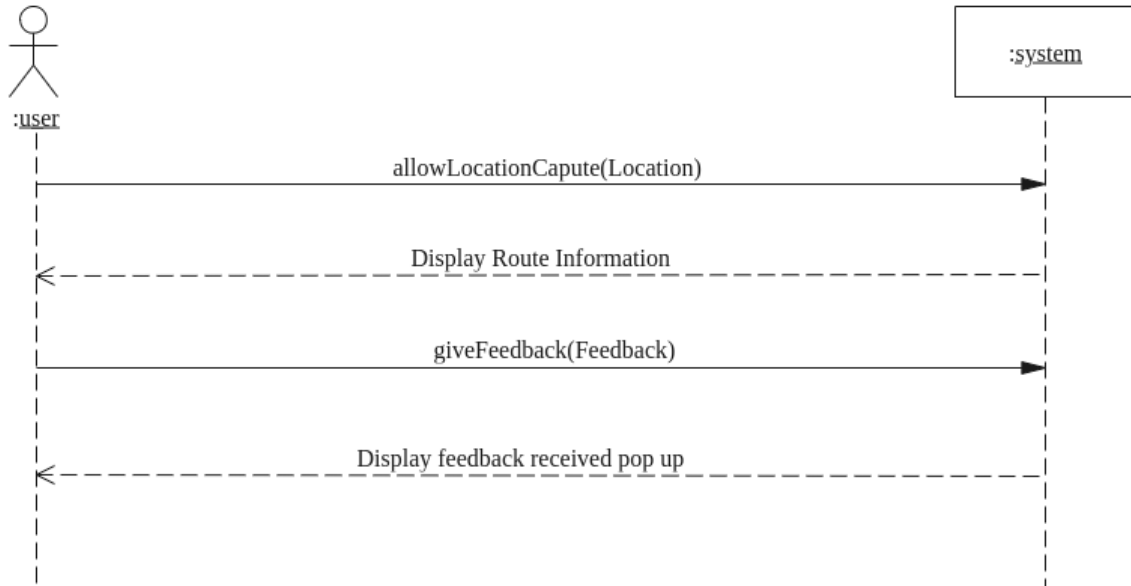 :system
:user
allowLocationCapute(Location)
Display Route Information
giveFeedback(Feedback)
Display feedback received pop up